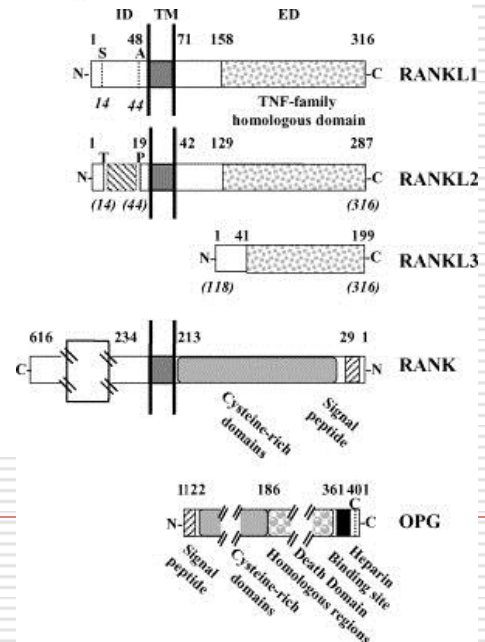 ID TM ED
1 48 71 158 316
S A
N- -C RANKL1
14 44
TNF-family
homologous domain
1 19 42 129 287
T P
N- -C RANKL2
(14) (44) (316)
1 41 199
N- -C RANKL3
(118) (316)
616 234 213 29 1
C- -N RANK
Cysteine-rich
domains
Signal
peptide
1122 186 361 401
C
N- -C OPG
Signal
peptide
Cysteine-rich
domains
Death Domain
Homologous regions
Heparin
Binding site